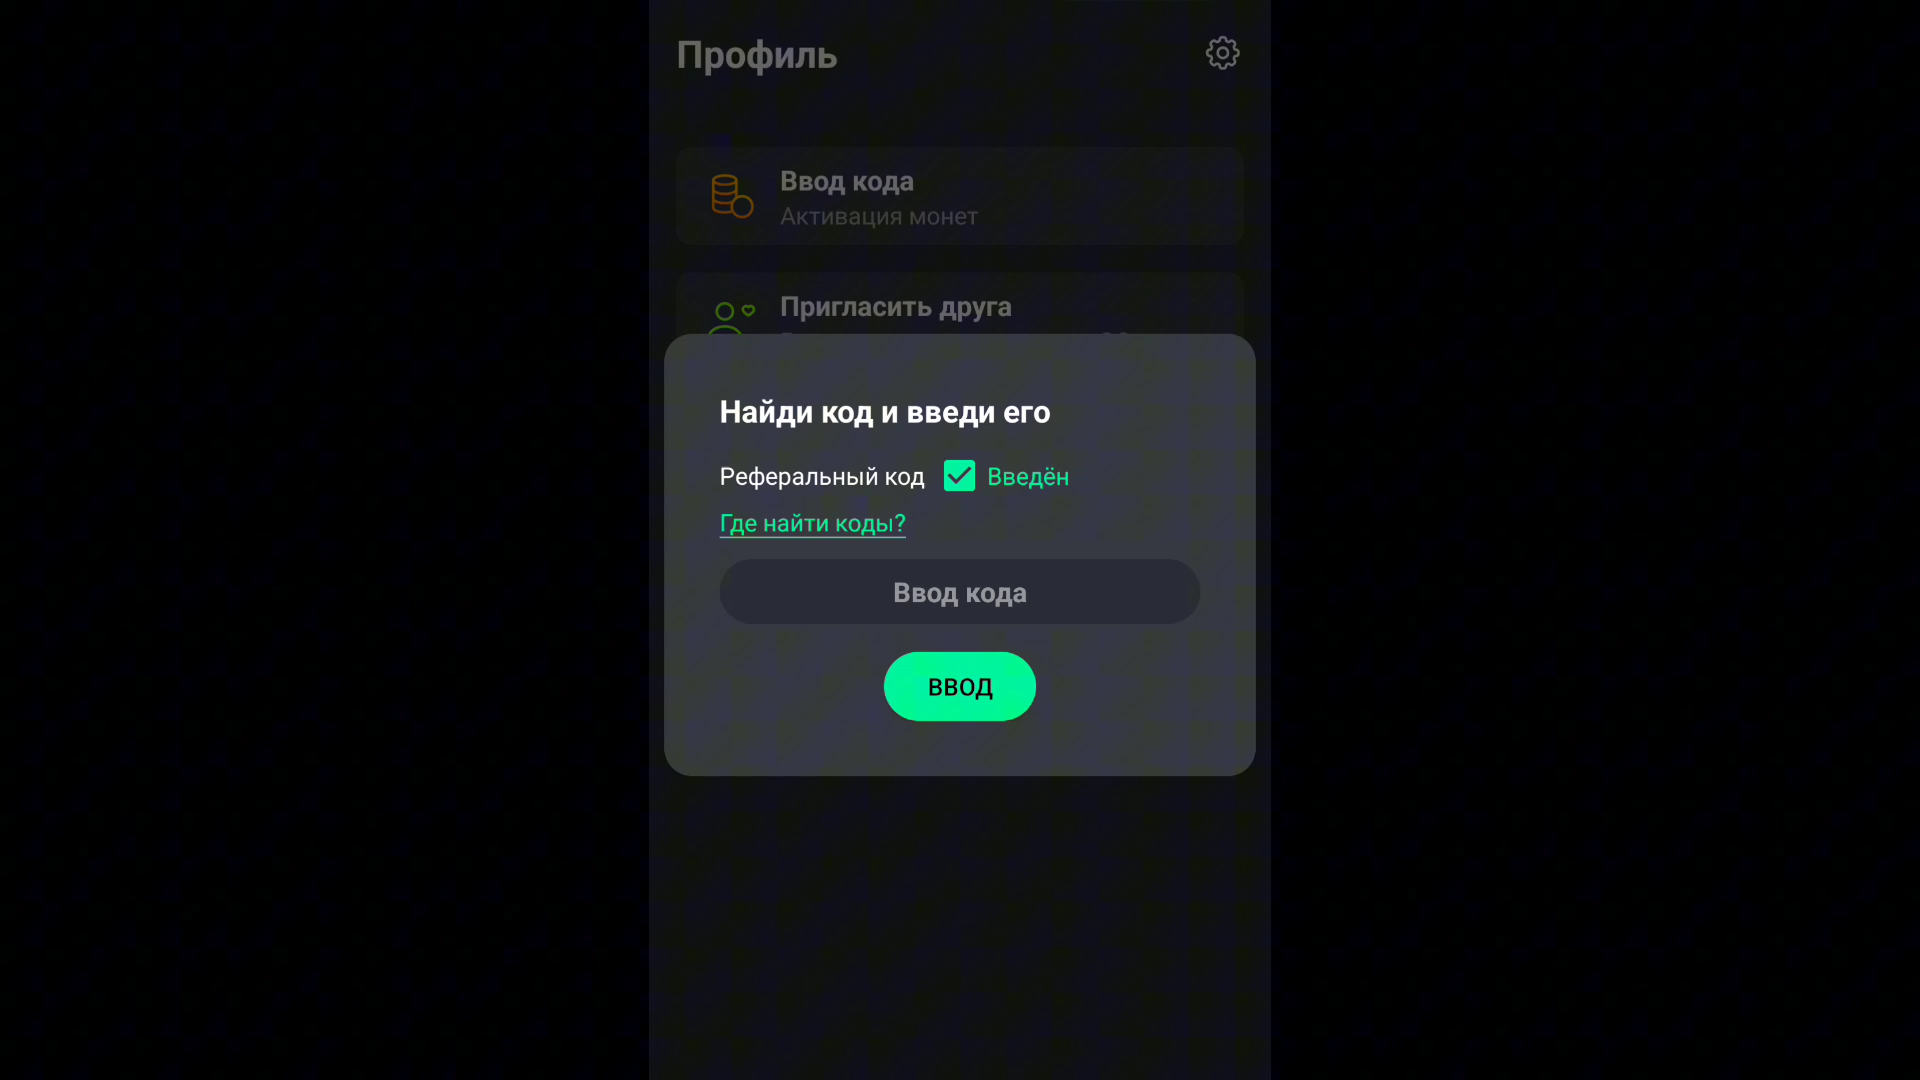 Профиль
Ввод кода
Активация монет
Пригласить друга
Найди код и введи его
Реферальный код Введён
Где найти коды?
Ввод кода
ВВОД